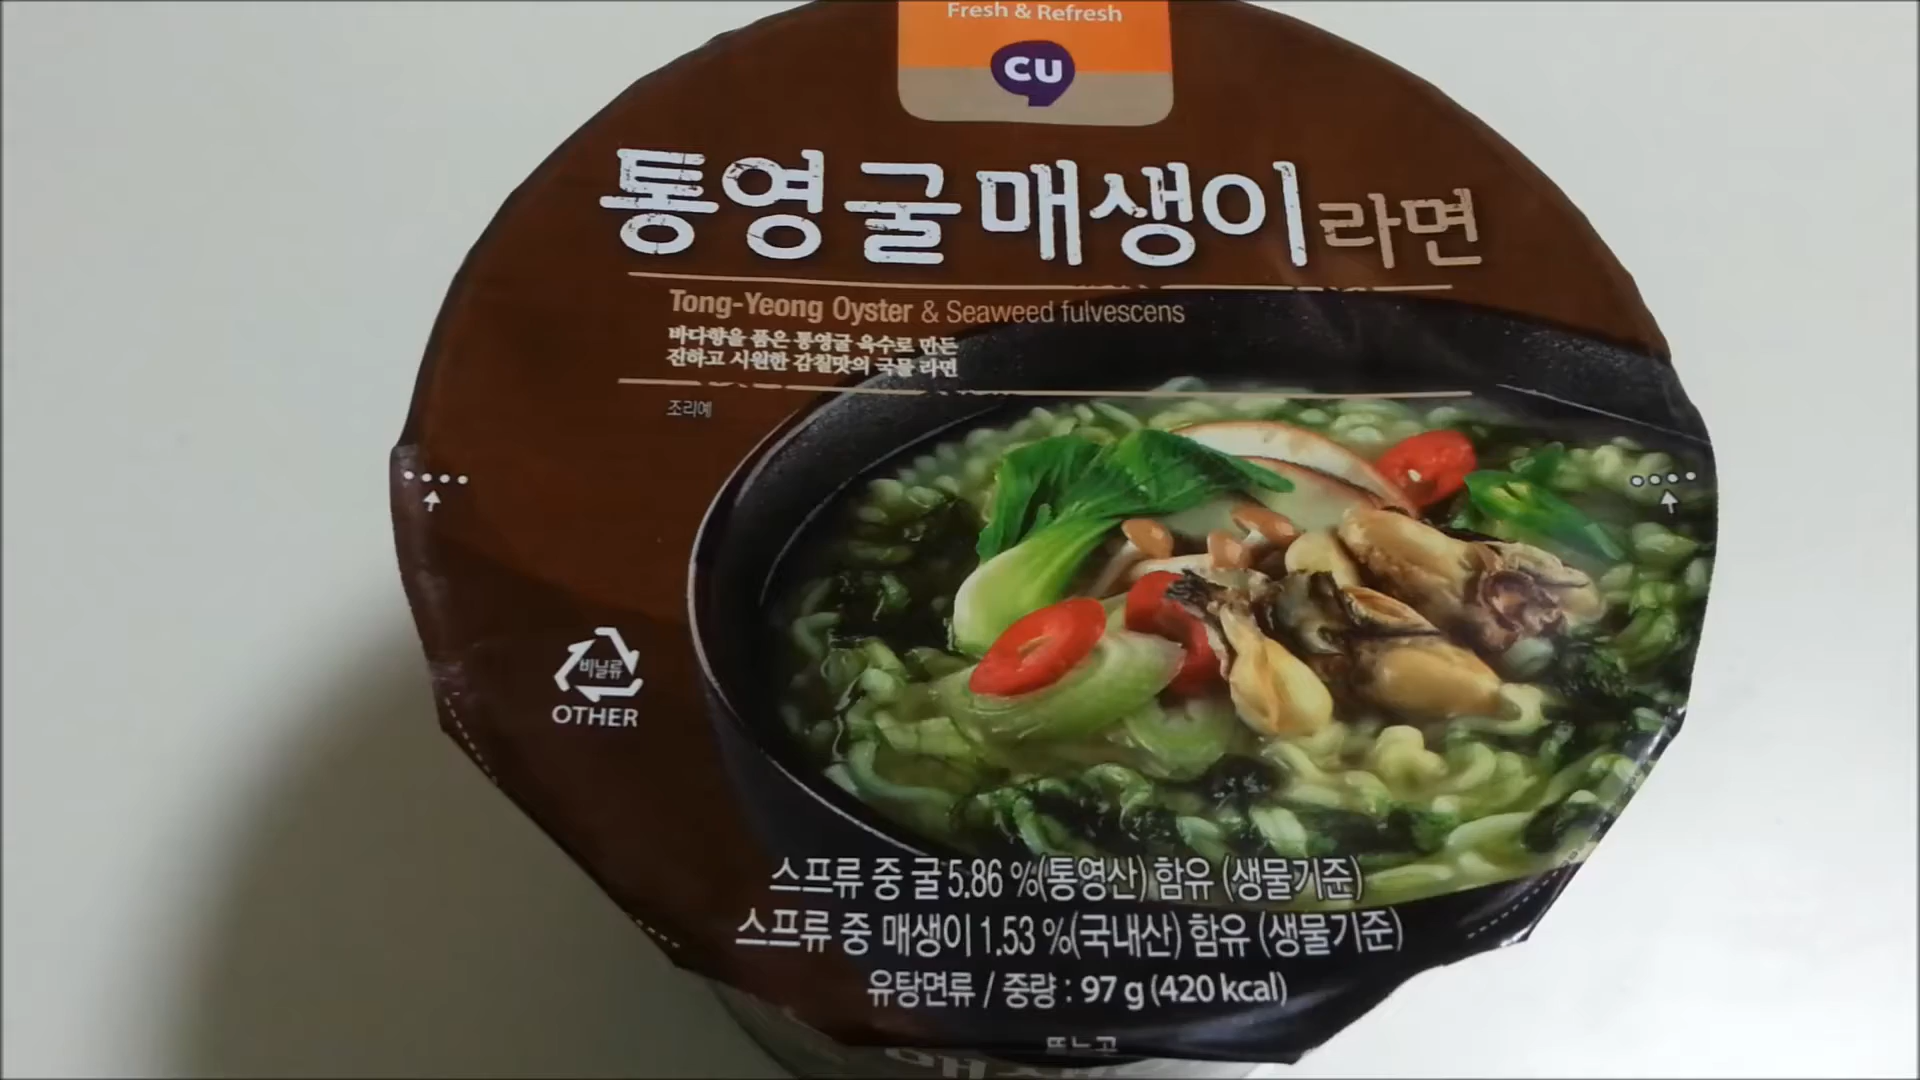 Fresh & Refresh
CU
통영굴매생이라면
Tong-Yeong Oyster & Seaweed fulvescens
바다향을 품은 통영굴 육수로 만든
진하고 시원한 감칠맛의 국물 라면
조리예
비닐류
OTHER
스프류 중 굴 5.86 %(통영산) 함유 (생물기준)
스프류 중 매생이 1.53 %(국내산) 함유 (생물기준)
유탕면류 / 중량 : 97 g (420 kcal)